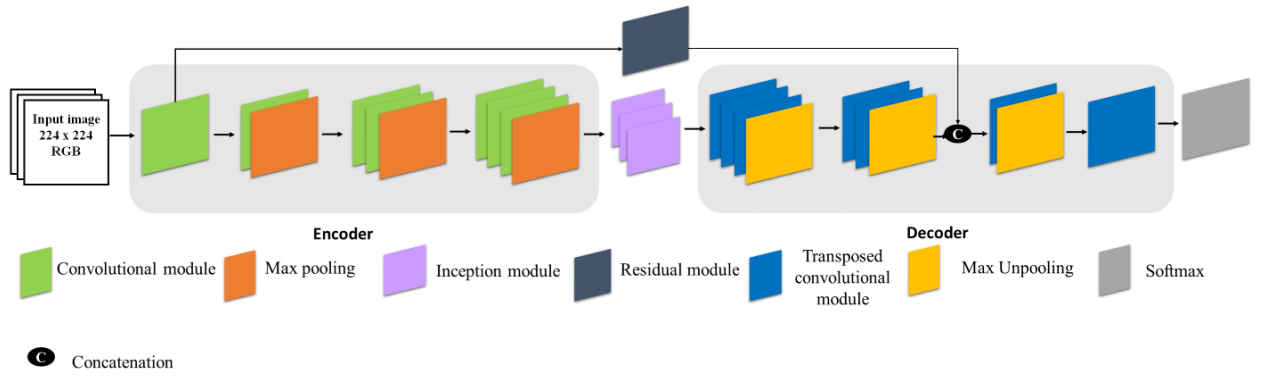 Input image
224 x 224
RGB
C
Encoder
Decoder
Convolutional module
Max pooling
Inception module
Residual module
Transposed
convolutional
module
Max Unpooling
Softmax
C
Concatenation